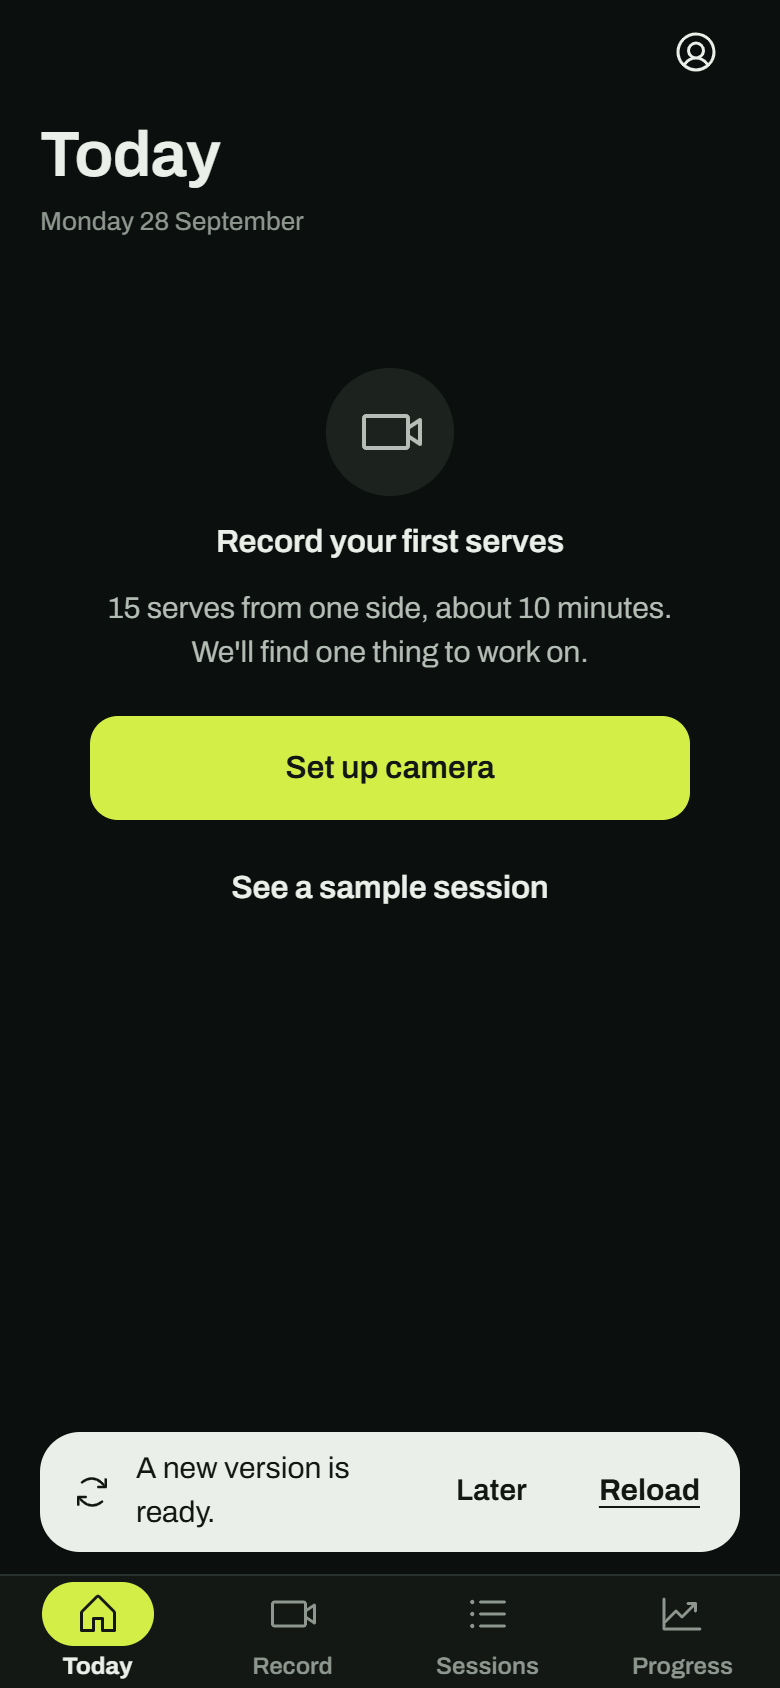 Today
Monday 28 September
Record your first serves
15 serves from one side, about 10 minutes.
We'll find one thing to work on.
Set up camera
See a sample session
A new version is
ready.
Later
Reload
Today
Record
Sessions
Progress